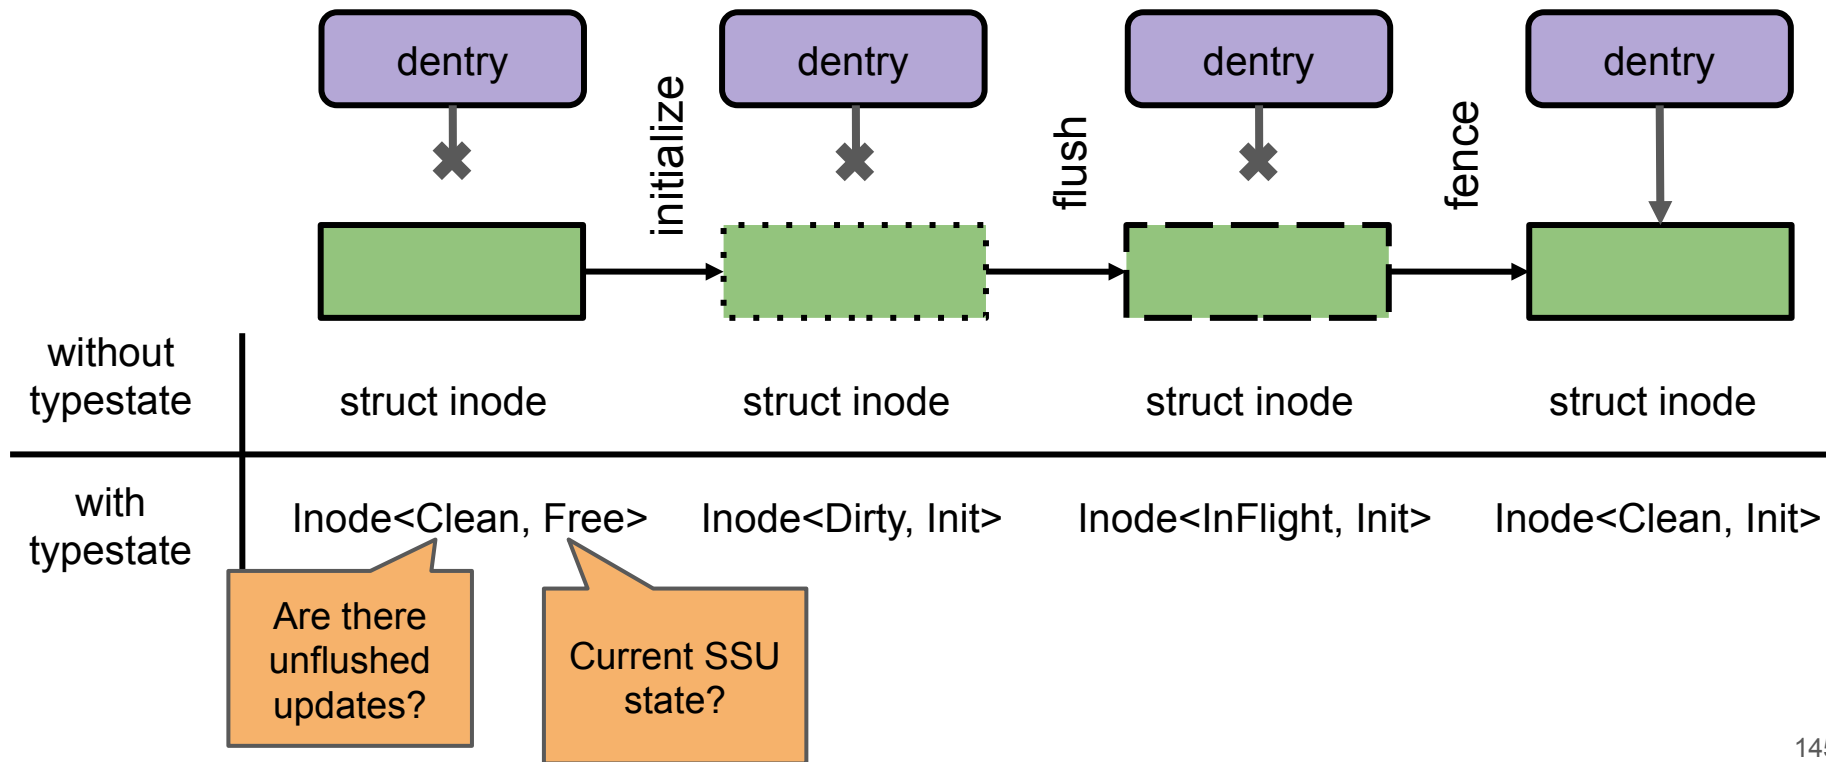 dentry
dentry
dentry
dentry
initialize
flush
fence
without
typestate
struct inode
struct inode
struct inode
struct inode
with
typestate
Inode<Clean, Free>
Inode<Dirty, Init>
Inode<InFlight, Init>
Inode<Clean, Init>
Are there
unflushed
updates?
Current SSU
state?
145